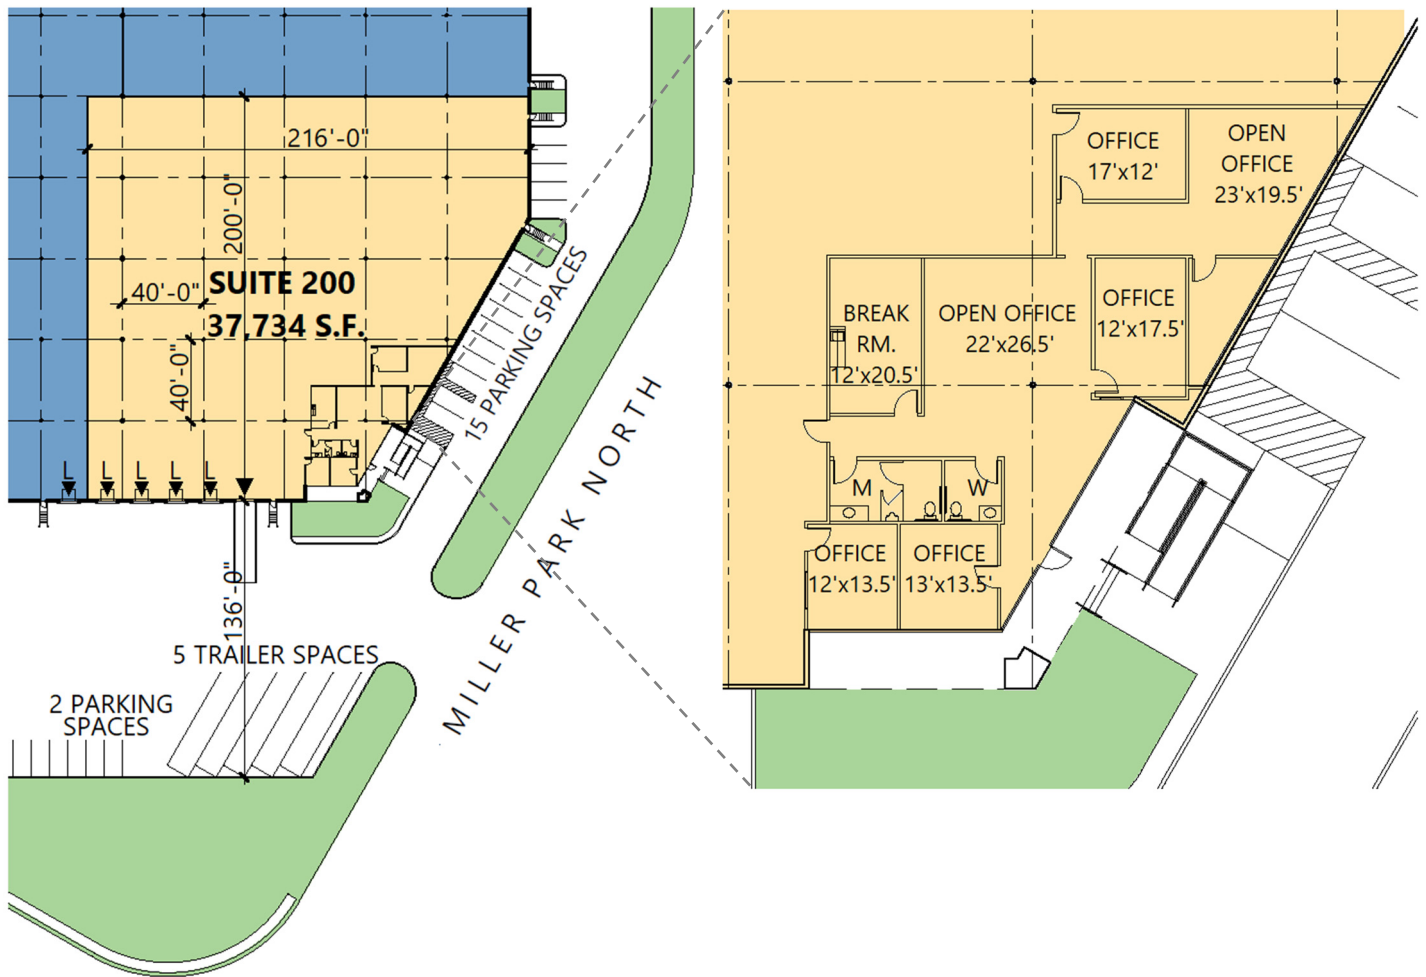 216'-0"
200'-0"
SUITE 200
37,734 S.F.
40'-0"
40'-0"
L
L
L
L
L
136'-0"
5 TRAILER SPACES
2 PARKING
SPACES
15 PARKING SPACES
MILLER PARK NORTH
OFFICE
17'x12'
OPEN
OFFICE
23'x19.5'
BREAK
RM.
12'x20.5'
OPEN OFFICE
22'x26.5'
OFFICE
12'x17.5'
M
W
OFFICE
12'x13.5'
OFFICE
13'x13.5'